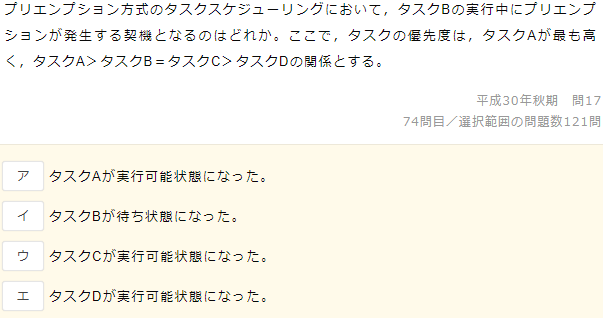 プリエンプション方式のタスクスケジューリングにおいて，タスクBの実行中にプリエンプ
ションが発生する契機となるのはどれか。ここで，タスクの優先度は，タスクAが最も高
く，タスクA＞タスクB＝タスクC＞タスクDの関係とする。
平成30年秋期　問17
74問目／選択範囲の問題数121問
ア タスクAが実行可能状態になった。
イ タスクBが待ち状態になった。
ウ タスクCが実行可能状態になった。
エ タスクDが実行可能状態になった。